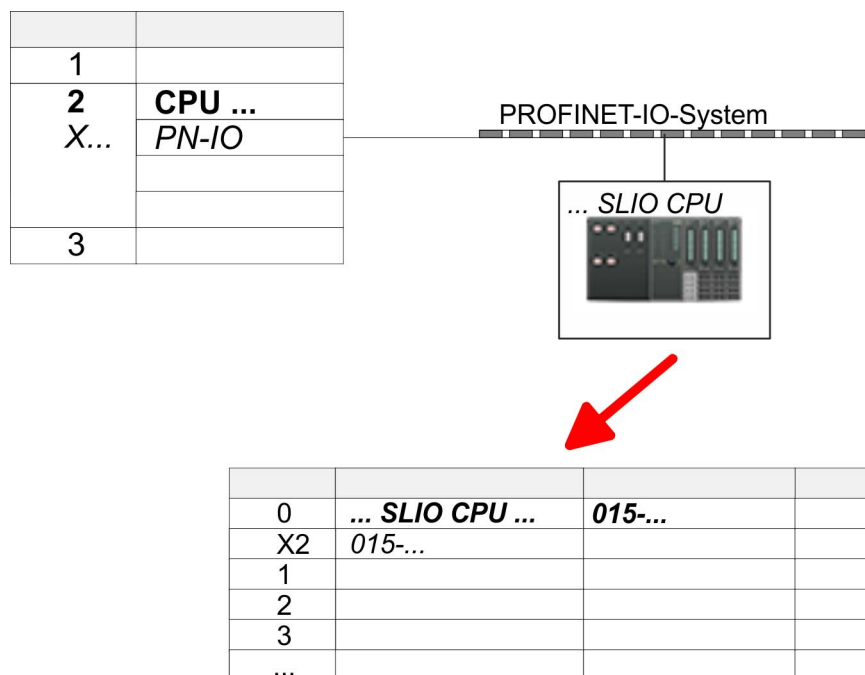 1
2 CPU ...
X... PN-IO
3
PROFINET-IO-System
... SLIO CPU
0 ... SLIO CPU ... 015-...
X2 015-...
1
2
3
...